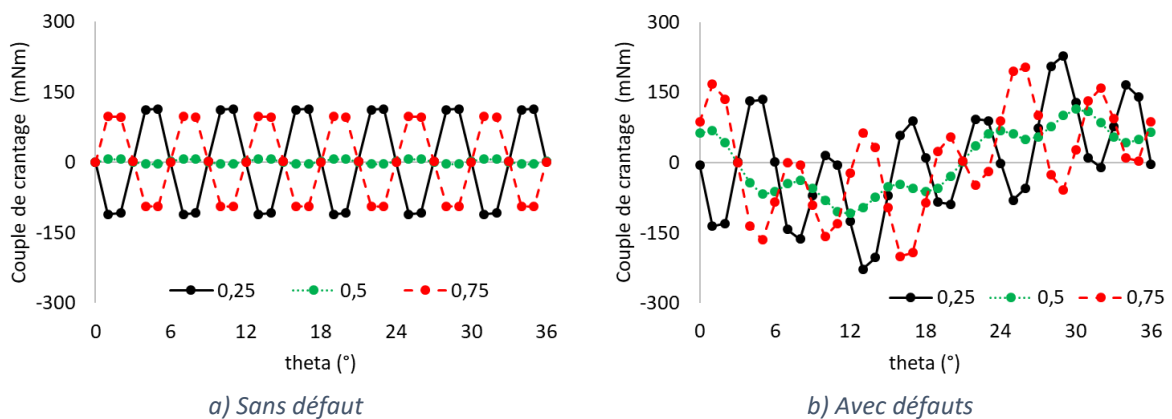 Couple de crantage (mNm)
300
150
0
-150
-300
0,25 0,5 0,75
0 6 12 18 24 30 36
theta (°)
a) Sans défaut
Couple de crantage (mNm)
300
150
0
-150
-300
0,25 0,5 0,75
0 6 12 18 24 30 36
theta (°)
b) Avec défauts